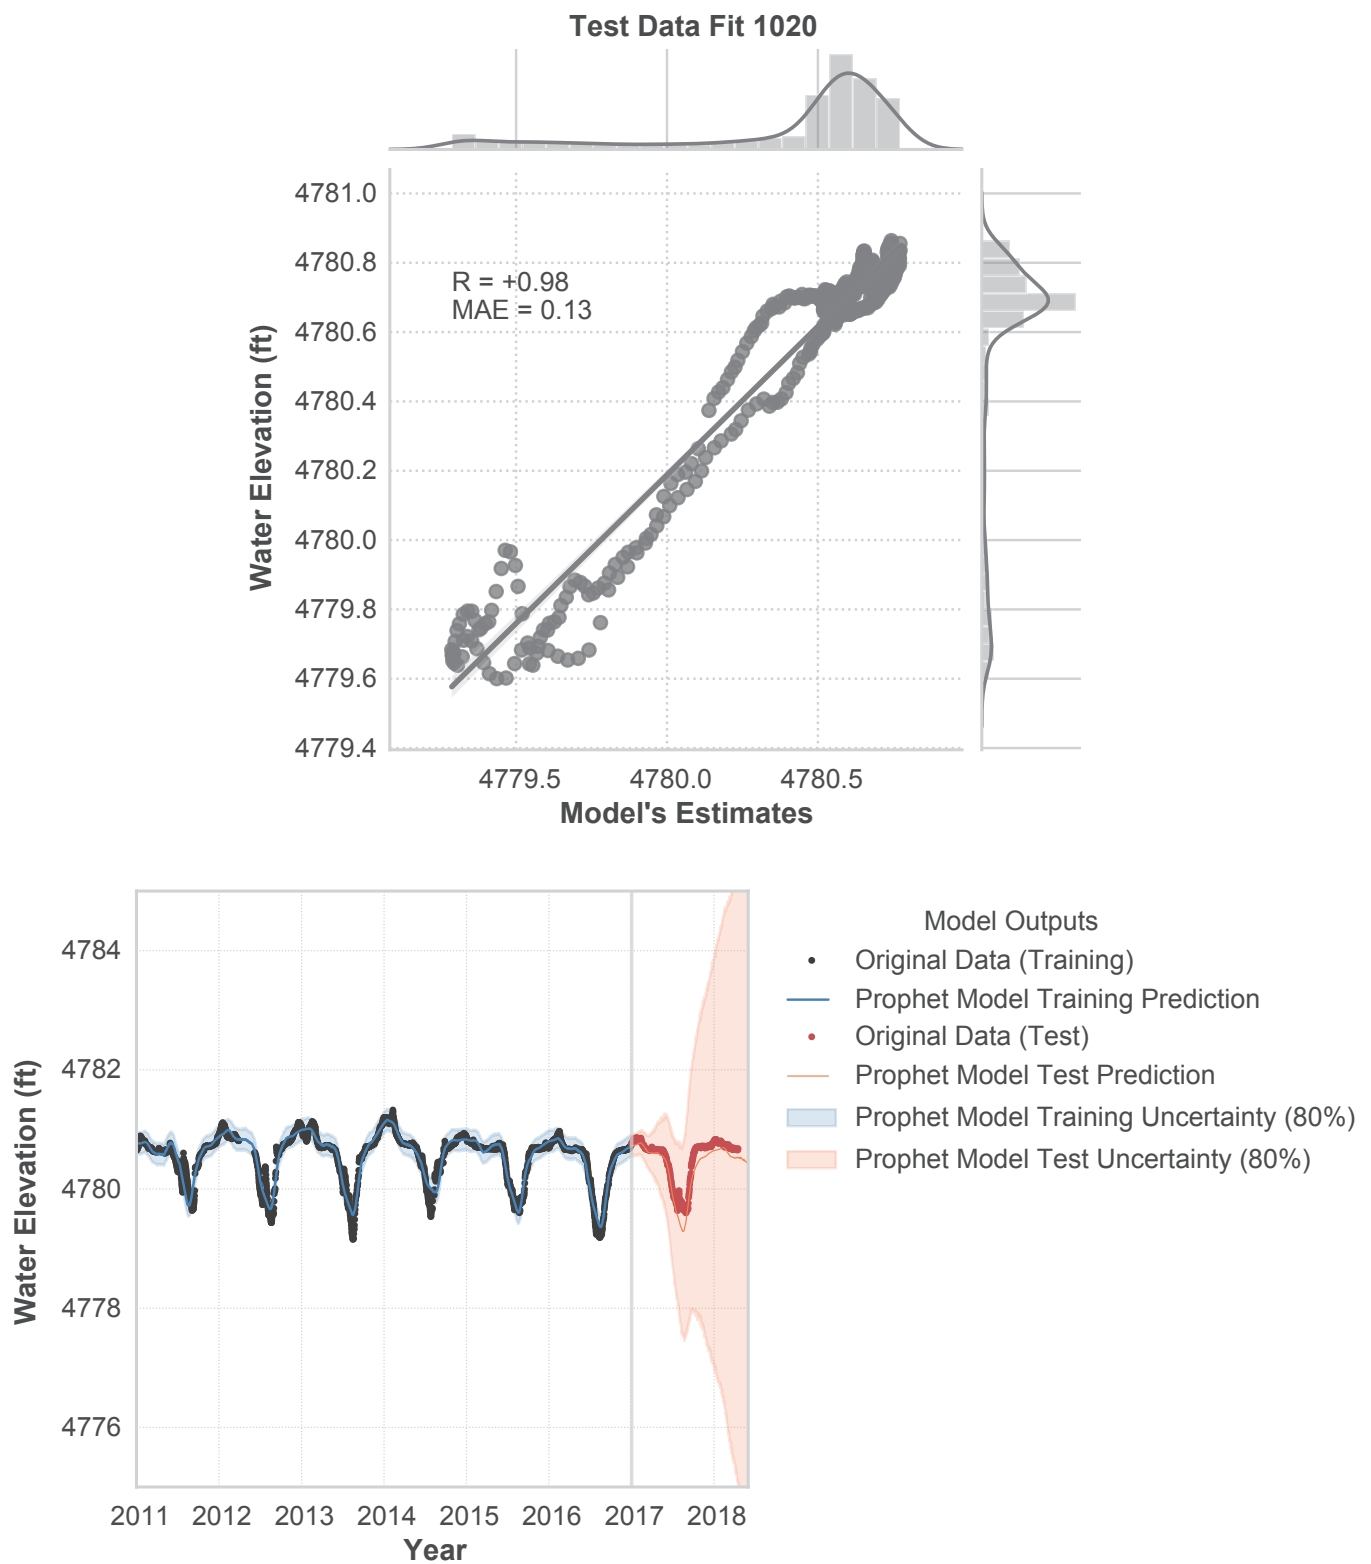 Test Data Fit 1020
4781.0
4780.8
4780.6
4780.4
4780.2
4780.0
4779.8
4779.6
4779.4
R = +0.98
MAE = 0.13
Water Elevation (ft)
4779.5 4780.0 4780.5
Model's Estimates
4784
4782
4780
4778
4776
Water Elevation (ft)
2011 2012 2013 2014 2015 2016 2017 2018
Year
Model Outputs
Original Data (Training)
Prophet Model Training Prediction
Original Data (Test)
Prophet Model Test Prediction
Prophet Model Training Uncertainty (80%)
Prophet Model Test Uncertainty (80%)